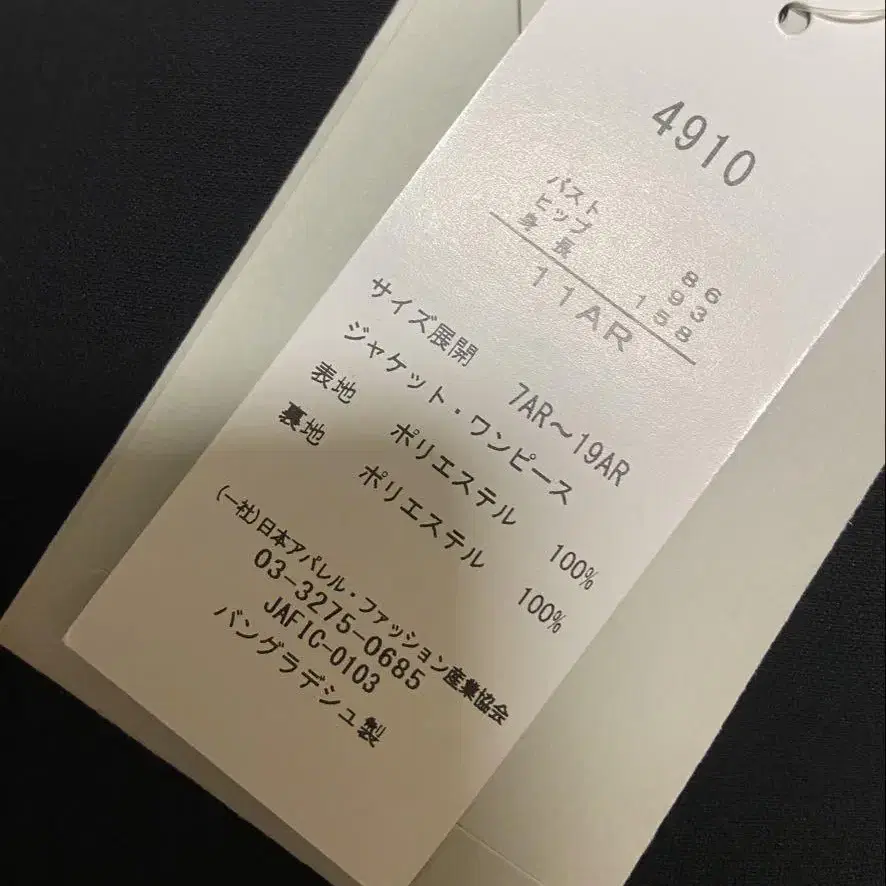 4910
バスト 86
ヒップ 93
身長 158
11AR
サイズ展開 7AR〜19AR
ジャケット・ワンピース
表地 ポリエステル 100%
裏地 ポリエステル 100%
(一社)日本アパレル・ファッション産業協会
03-3275-0685
JAFIC-0103
バングラデシュ製